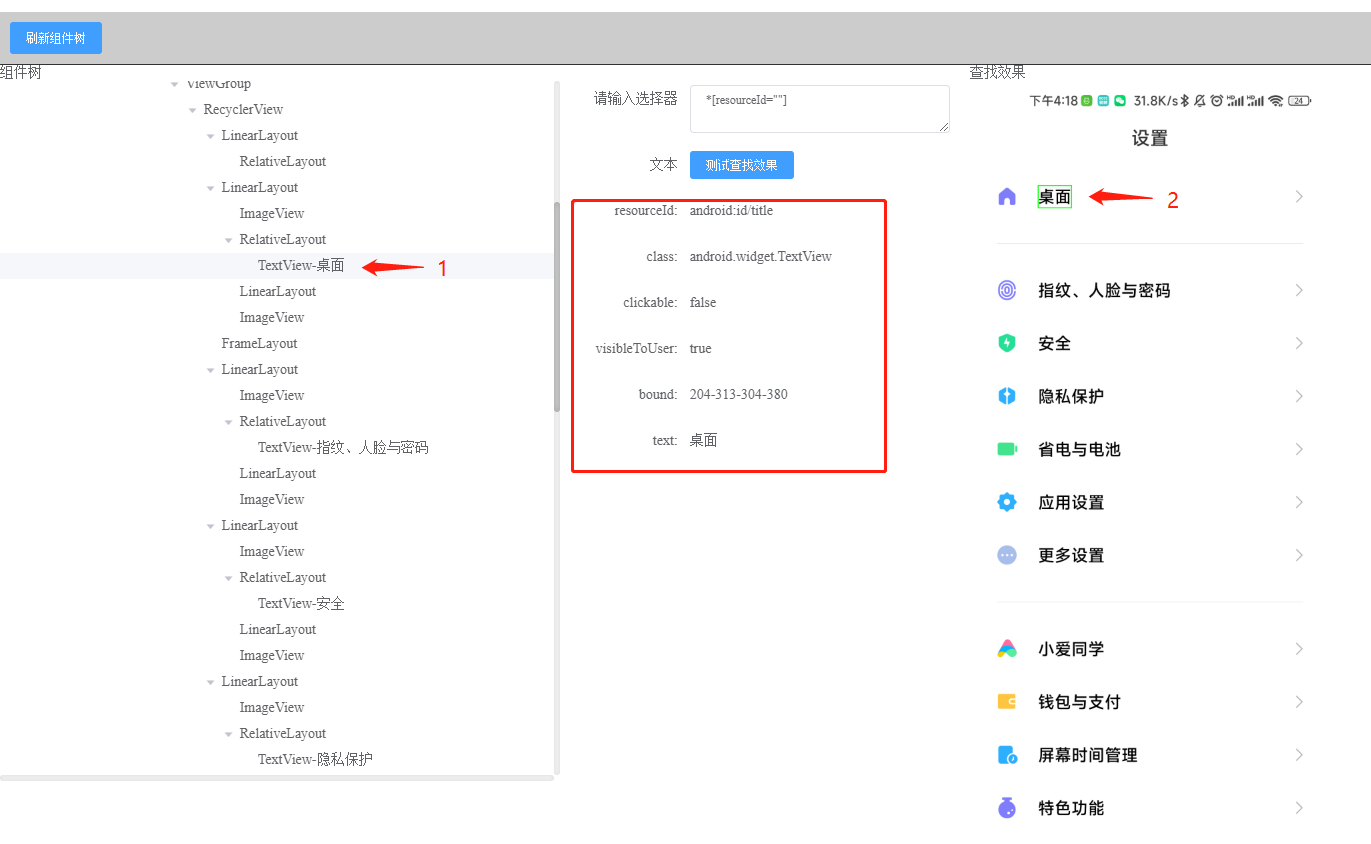 刷新组件树
组件树
ViewGroup
RecyclerView
LinearLayout
RelativeLayout
LinearLayout
ImageView
RelativeLayout
TextView-桌面
1
LinearLayout
ImageView
FrameLayout
LinearLayout
ImageView
RelativeLayout
TextView-指纹、人脸与密码
LinearLayout
ImageView
LinearLayout
ImageView
RelativeLayout
TextView-安全
LinearLayout
ImageView
LinearLayout
ImageView
RelativeLayout
TextView-隐私保护
请输入选择器
*[resourceId=""]
文本
测试查找效果
resourceId: android:id/title
class: android.widget.TextView
clickable: false
visibleToUser: true
bound: 204-313-304-380
text: 桌面
查找效果
下午4:18 31.8K/s 24
设置
桌面
2
指纹、人脸与密码
安全
隐私保护
省电与电池
应用设置
更多设置
小爱同学
钱包与支付
屏幕时间管理
特色功能